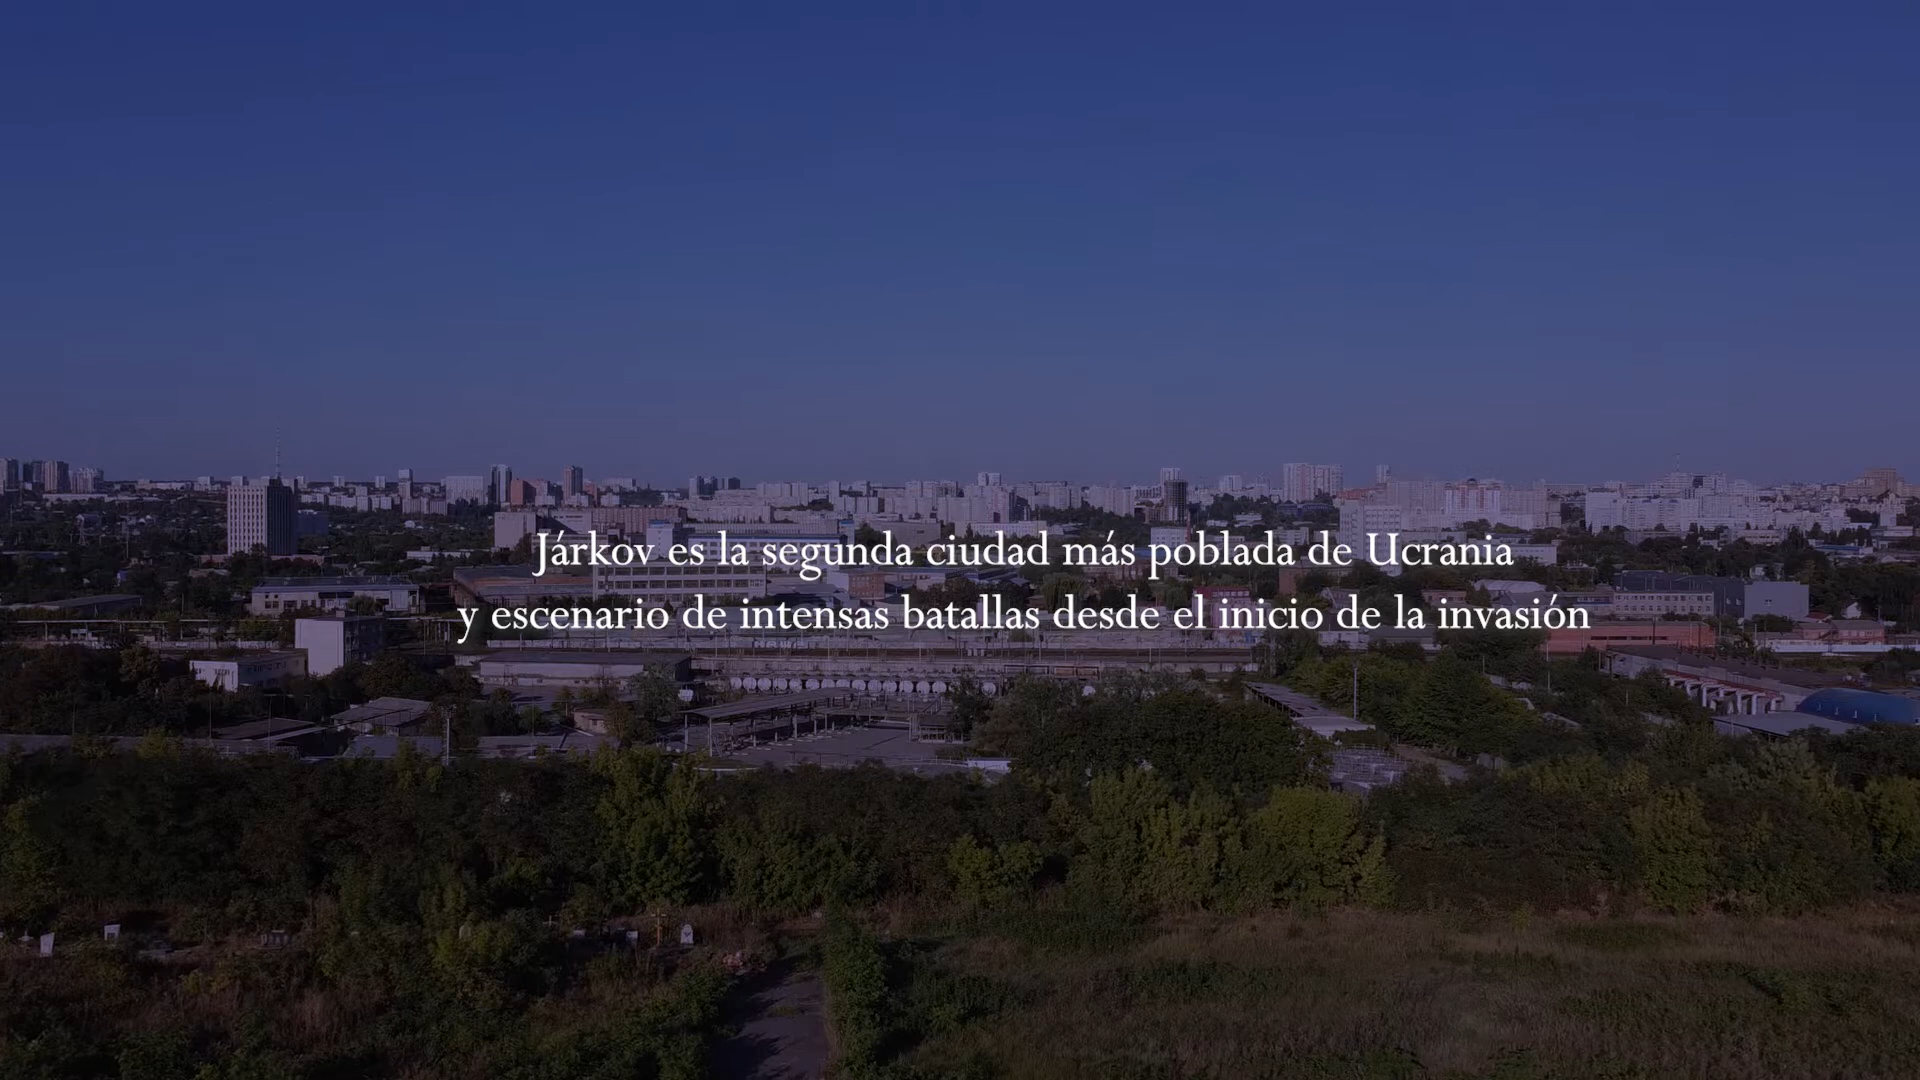 Járkov es la segunda ciudad más poblada de Ucrania
y escenario de intensas batallas desde el inicio de la invasión